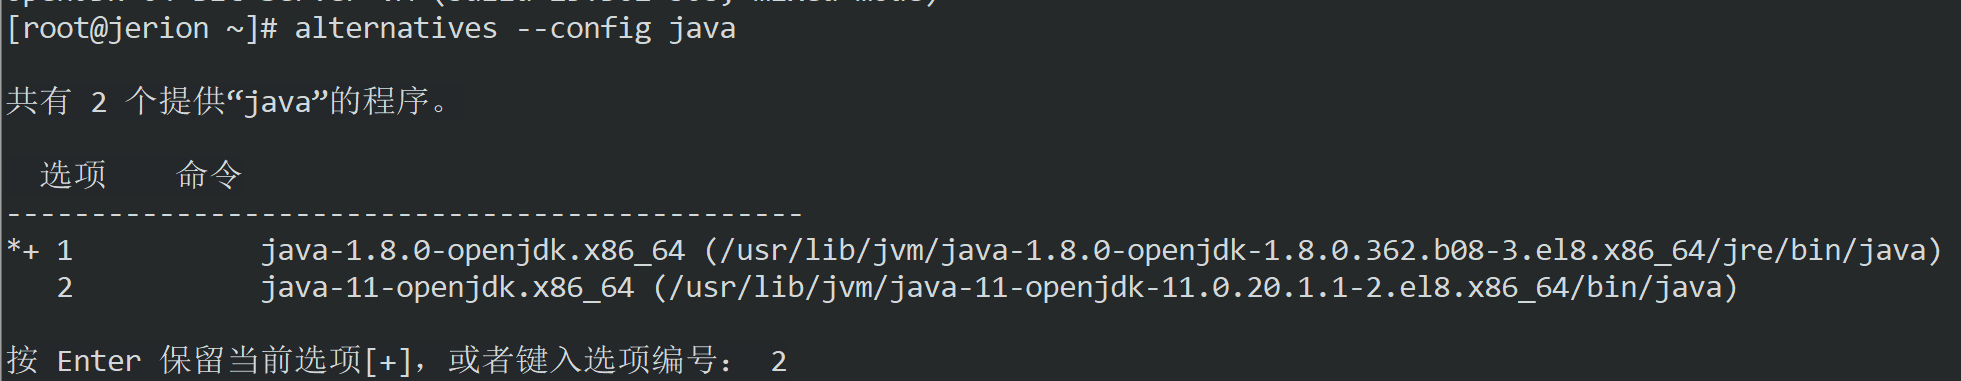 [root@jerion ~]# alternatives --config java
共有 2 个提供“java”的程序。
选项 命令
-----------------------------------------------
*+ 1 java-1.8.0-openjdk.x86_64 (/usr/lib/jvm/java-1.8.0-openjdk-1.8.0.362.b08-3.el8.x86_64/jre/bin/java)
2 java-11-openjdk.x86_64 (/usr/lib/jvm/java-11-openjdk-11.0.20.1.1-2.el8.x86_64/bin/java)
按 Enter 保留当前选项[+]，或者键入选项编号： 2